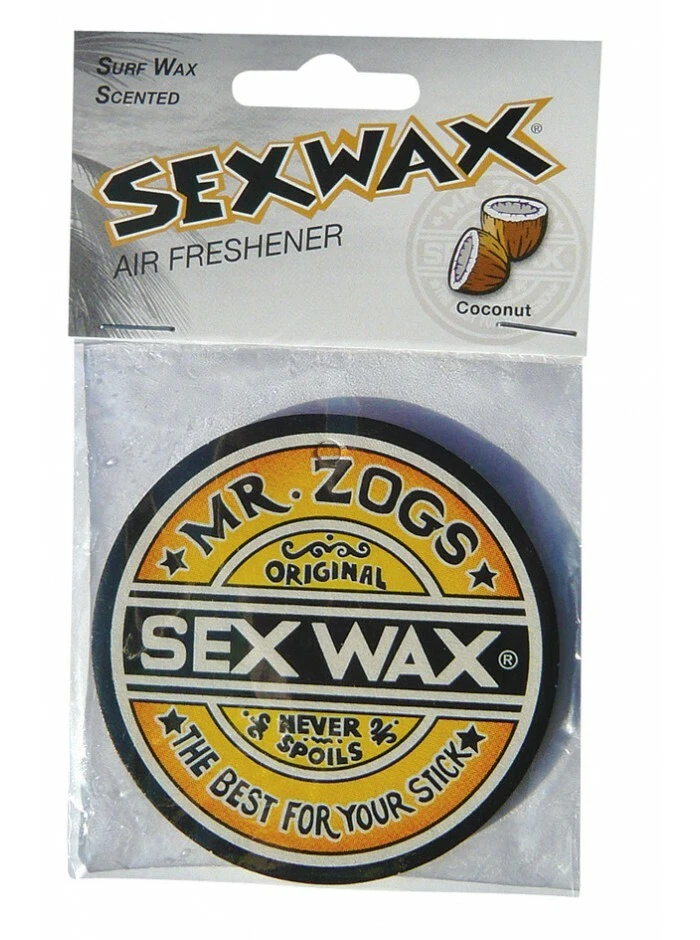 SURF WAX
SCENTED
SEXWAX®
AIR FRESHENER
Coconut
MR. ZOGS
ORIGINAL
SEX WAX®
NEVER
SPOILS
THE BEST FOR YOUR STICK